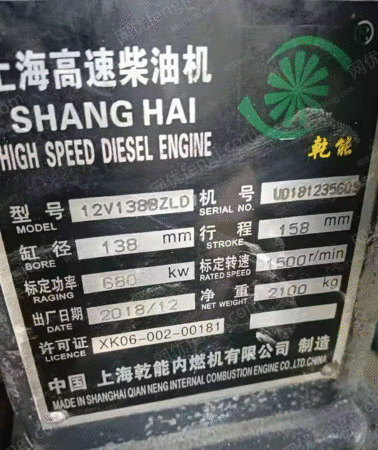 上海高速柴油机
SHANG HAI
HIGH SPEED DIESEL ENGINE
乾能
型号 12V138BZLD 机号
MODEL SERIAL NO.
缸径 138 mm 行程 158 mm
BORE STROKE
标定功率 680 kw 标定转速 1500r/min
RAGING RATED SPEED
出厂日期 2018/12 净重 2100 kg
DATE NET WEIGHT
许可证 XK06-002-00181
LICENCE
中国 上海乾能内燃机有限公司 制造
MADE IN SHANGHAI QIAN NENG INTERNAL COMBUSTION ENGINE CO.,LTD.CHINA